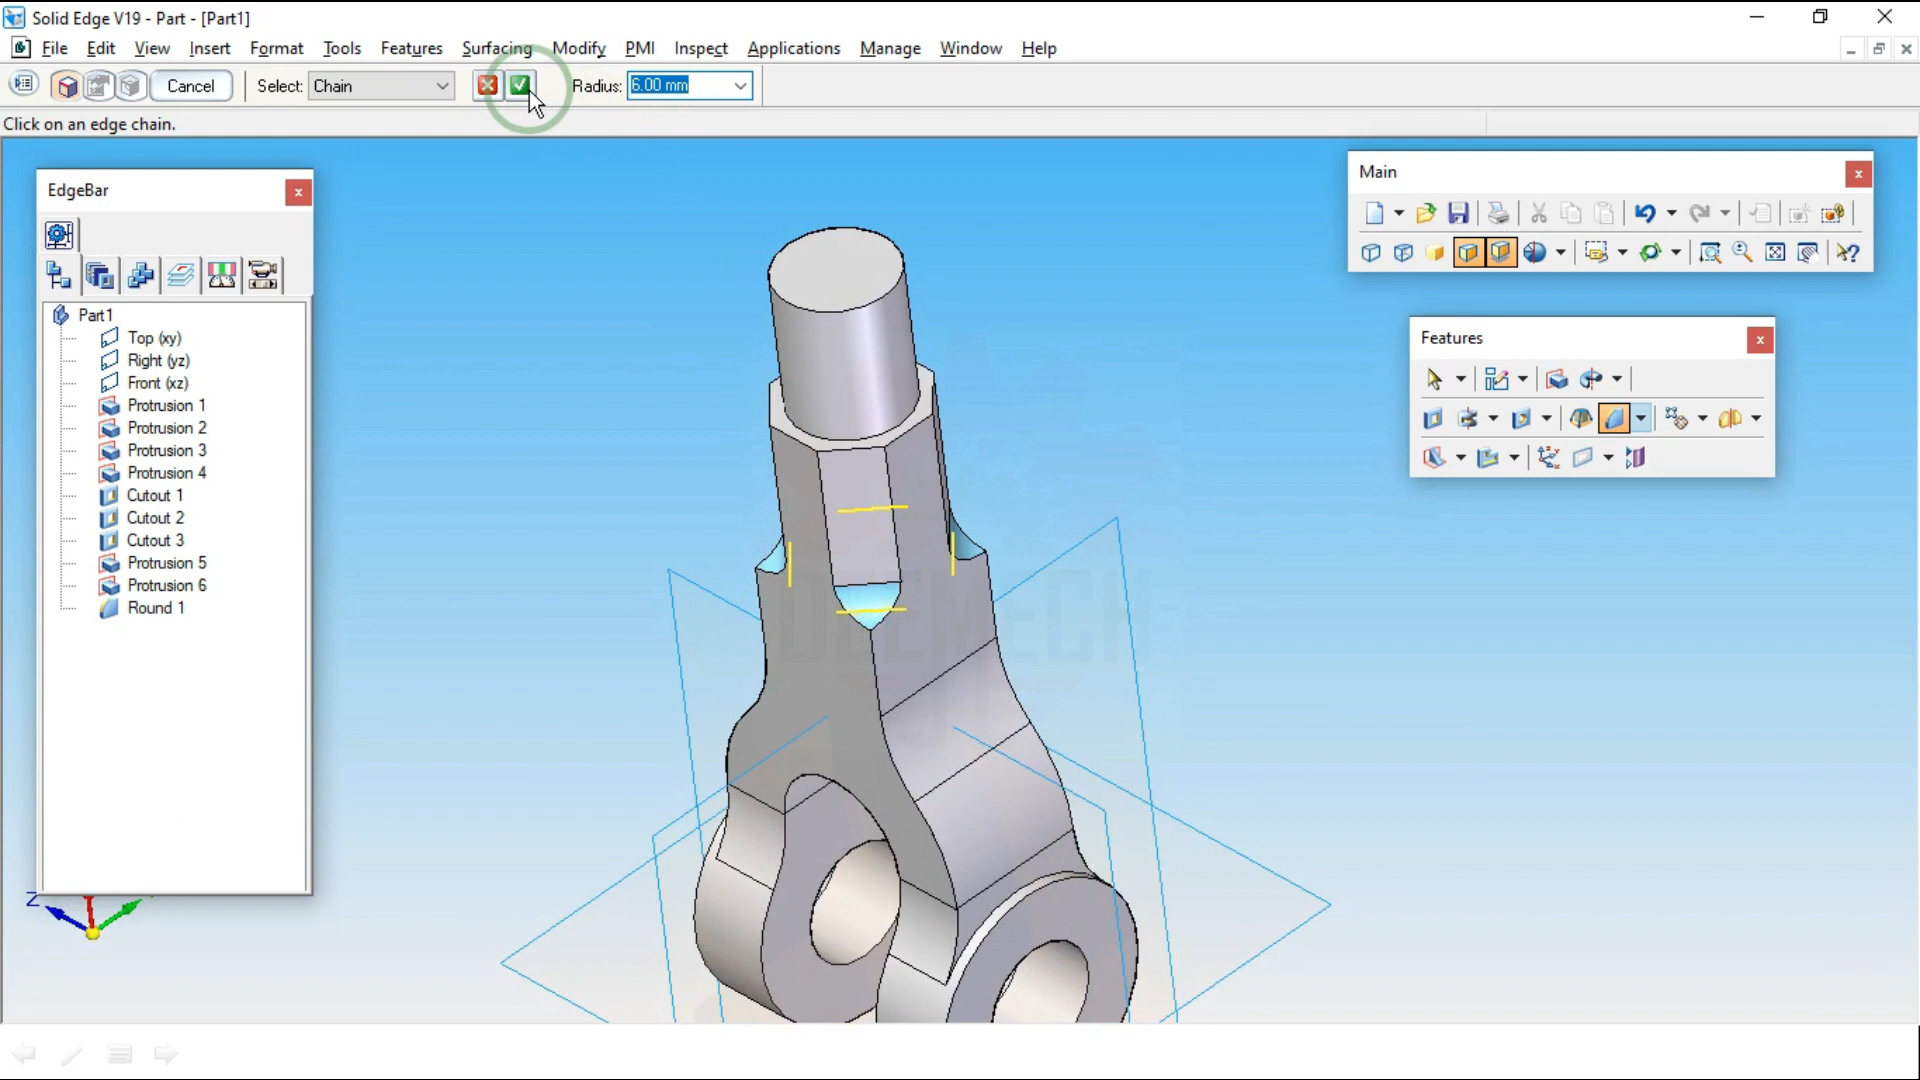 Solid Edge V19 - Part - [Part1]
File Edit View Insert Format Tools Features Surfacing Modify PMI Inspect Applications Manage Window Help
Cancel Select: Chain Radius: 6.00 mm
Click on an edge chain.
EdgeBar
Part1
Top (xy)
Right (yz)
Front (xz)
Protrusion 1
Protrusion 2
Protrusion 3
Protrusion 4
Cutout 1
Cutout 2
Cutout 3
Protrusion 5
Protrusion 6
Round 1
Main
Features
DEEMECH
Z